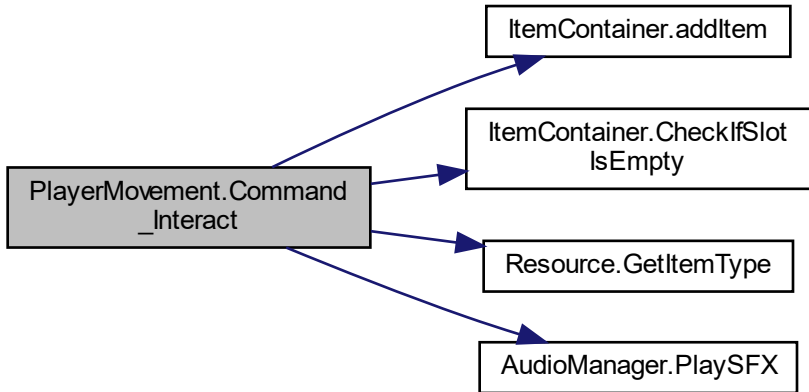 ItemContainer.addItem
ItemContainer.CheckIfSlot
IsEmpty
PlayerMovement.Command
_Interact
Resource.GetItemType
AudioManager.PlaySFX